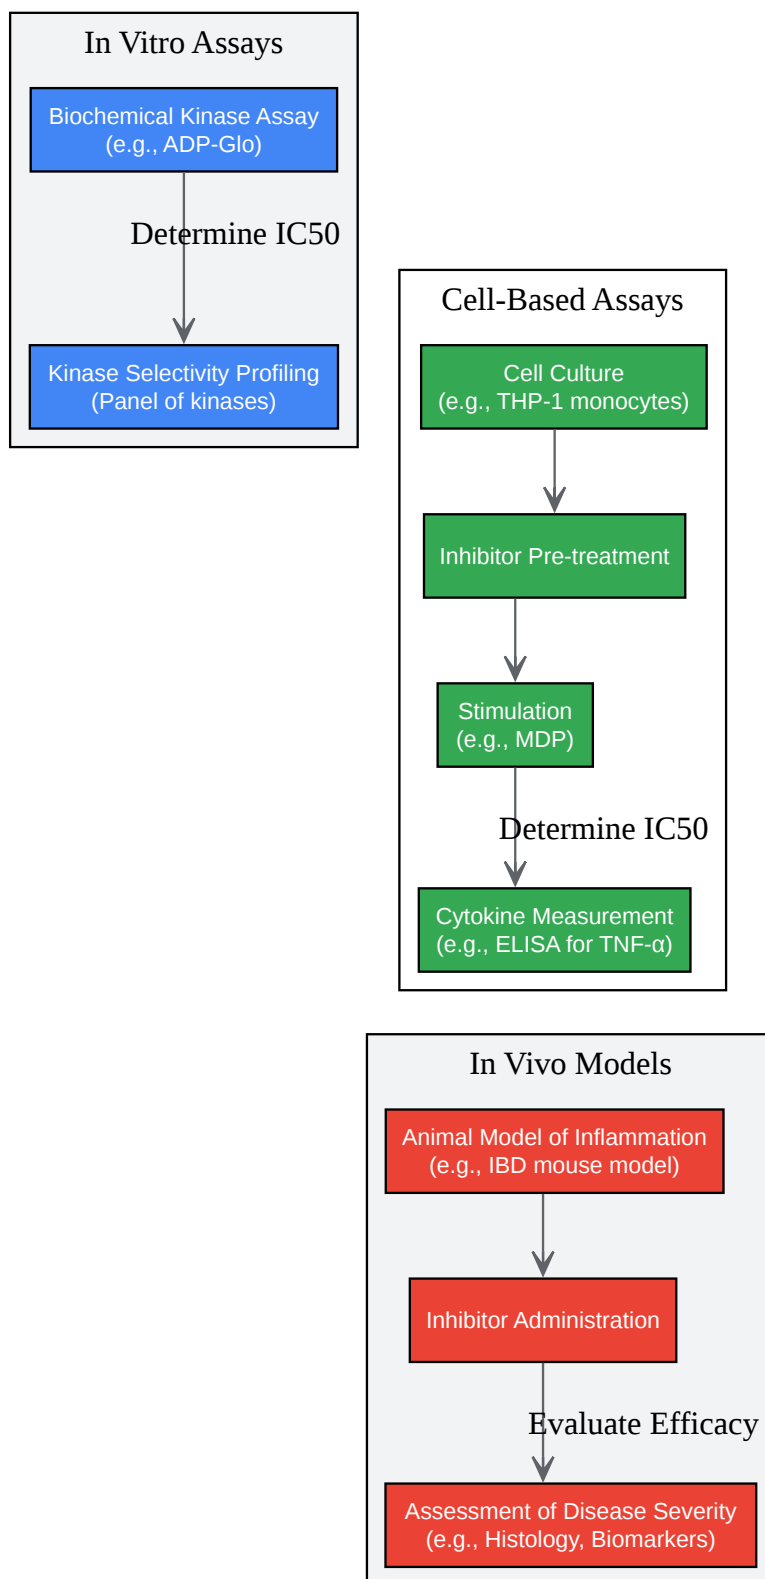 In Vitro Assays
Biochemical Kinase Assay
(e.g., ADP-Glo)
Determine IC50
Kinase Selectivity Profiling
(Panel of kinases)
Cell-Based Assays
Cell Culture
(e.g., THP-1 monocytes)
Inhibitor Pre-treatment
Stimulation
(e.g., MDP)
Determine IC50
Cytokine Measurement
(e.g., ELISA for TNF-α)
In Vivo Models
Animal Model of Inflammation
(e.g., IBD mouse model)
Inhibitor Administration
Evaluate Efficacy
Assessment of Disease Severity
(e.g., Histology, Biomarkers)